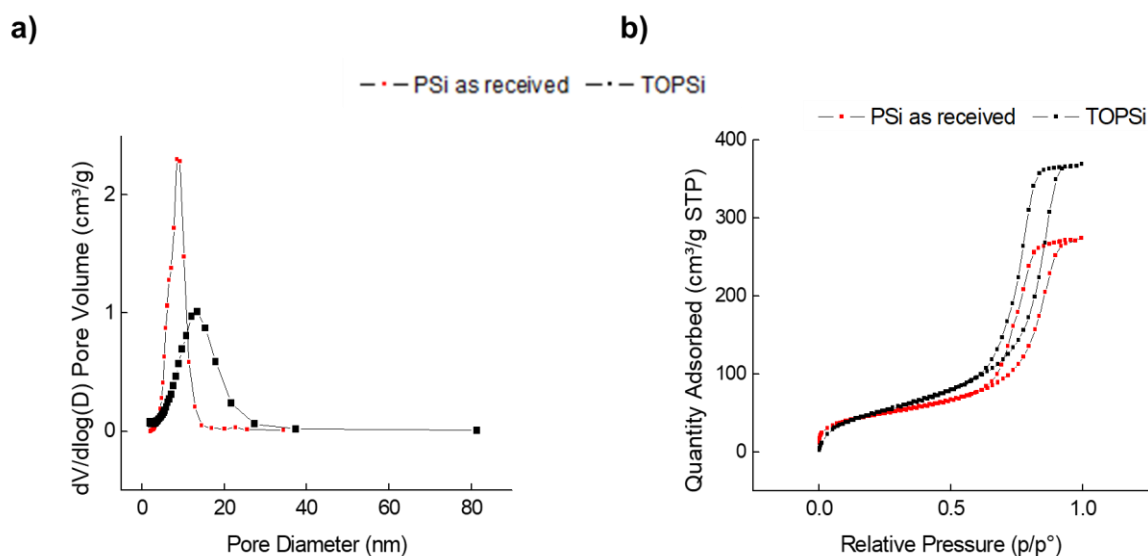 a)
PSi as received TOPSi
dV/dlog(D) Pore Volume (cm³/g)
2
1
0
0 20 40 60 80
Pore Diameter (nm)
b)
PSi as received TOPSi
Quantity Adsorbed (cm³/g STP)
400
300
200
100
0
0.0 0.5 1.0
Relative Pressure (p/p°)